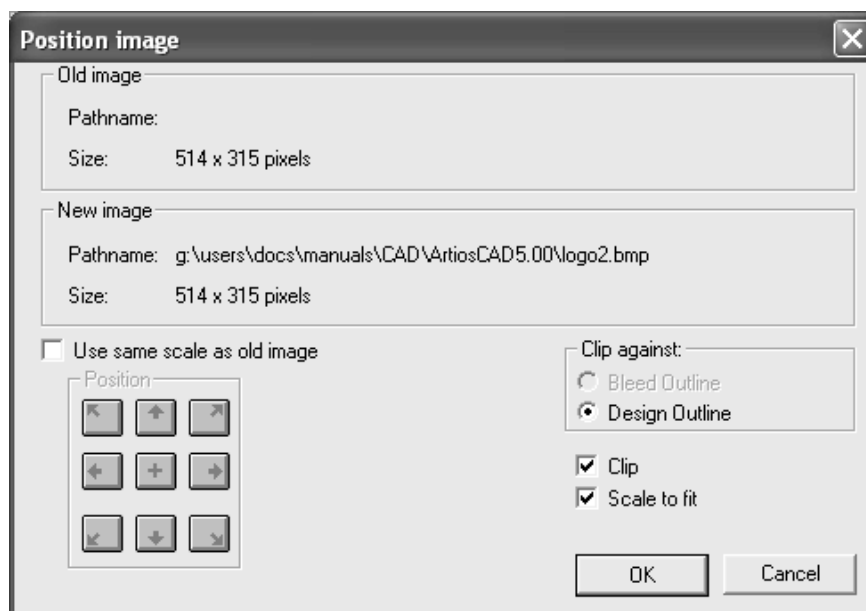 Position image
Old image
Pathname:
Size: 514 x 315 pixels
New image
Pathname: g:\users\docs\manuals\CAD\ArtiosCAD5.00\logo2.bmp
Size: 514 x 315 pixels
Use same scale as old image
Position
Clip against:
Bleed Outline
Design Outline
Clip
Scale to fit
OK Cancel